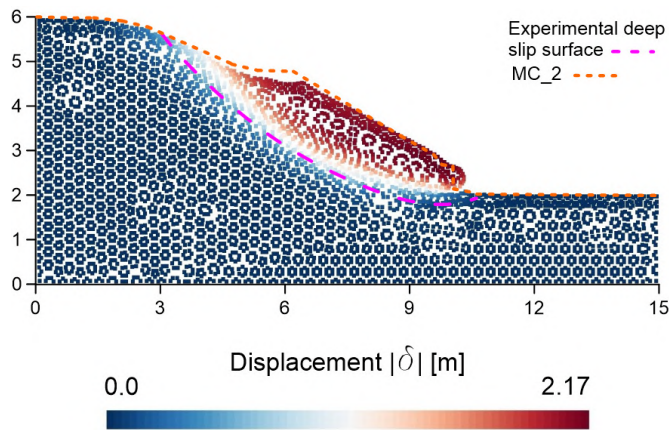 6
5
4
3
2
1
0
0 3 6 9 12 15
Experimental deep
slip surface
MC_2
Displacement |δ| [m]
0.0 2.17